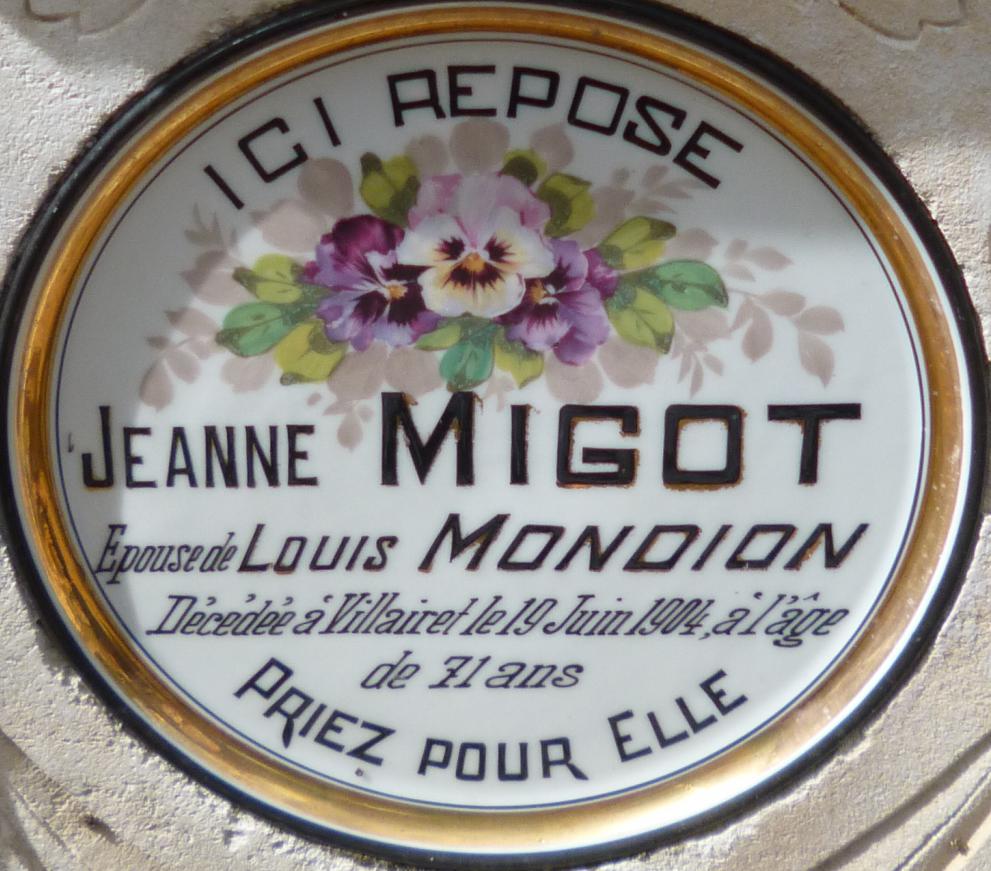 ICI REPOSE
JEANNE MIGOT
Epouse de LOUIS MONDION
Décédée à Villairet le 19 Juin 1904, à l'âge
de 71 ans
PRIEZ POUR ELLE